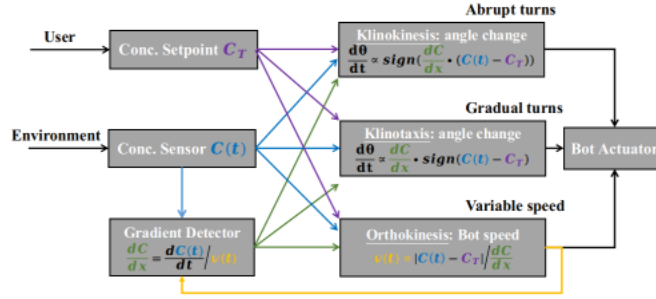 Abrupt turns
User
Conc. Setpoint C_T
Klinokinesis: angle change
dθ/dt ∝ sign(dC/dx • (C(t) − C_T))
Gradual turns
Environment
Conc. Sensor C(t)
Klinotaxis: angle change
dθ/dt ∝ dC/dx • sign(C(t) − C_T)
Bot Actuator
Variable speed
Gradient Detector
dC/dx = dC(t)/dt / v(t)
Orthokinesis: Bot speed
v(t) = |C(t) − C_T| / dC/dx